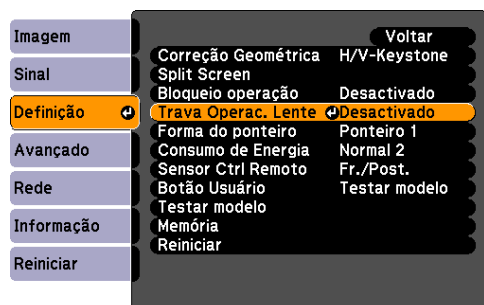 Imagem
Sinal
Definição
Avançado
Rede
Informação
Reiniciar
Voltar
Correção Geométrica H/V-Keystone
Split Screen
Bloqueio operação Desactivado
Trava Operac. Lente Desactivado
Forma do ponteiro Ponteiro 1
Consumo de Energia Normal 2
Sensor Ctrl Remoto Fr./Post.
Botão Usuário Testar modelo
Testar modelo
Memória
Reiniciar